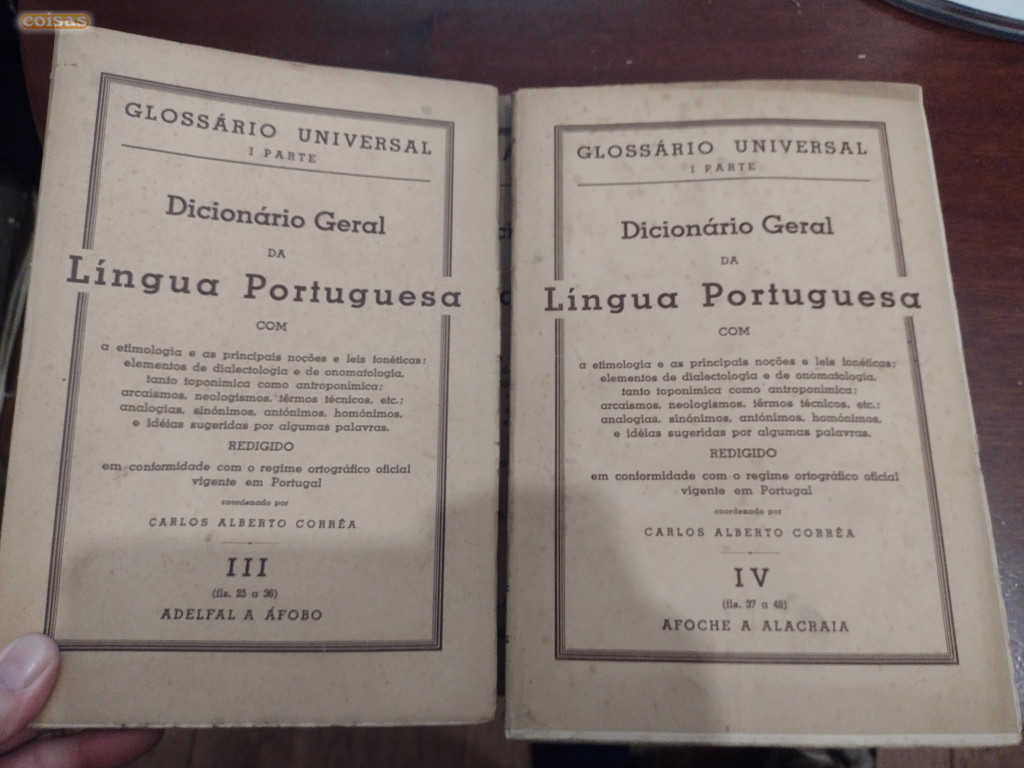 coisas
GLOSSÁRIO UNIVERSAL
I PARTE
Dicionário Geral
DA
Língua Portuguesa
COM
a etimologia e as principais noções e leis fonéticas;
elementos de dialectologia e de onomatologia,
tanto toponímica como antroponímica;
arcaísmos, neologismos, têrmos técnicos, etc.;
analogias, sinónimos, antónimos, homónimos,
e idéias sugeridas por algumas palavras,
REDIGIDO
em conformidade com o regime ortográfico oficial
vigente em Portugal
coordenado por
CARLOS ALBERTO CORRÊA
III
(fls. 25 a 36)
ADELFAL A ÁFOBO
GLOSSÁRIO UNIVERSAL
I PARTE
Dicionário Geral
DA
Língua Portuguesa
COM
a etimologia e as principais noções e leis fonéticas;
elementos de dialectologia e de onomatologia,
tanto toponímica como antroponímica;
arcaísmos, neologismos, têrmos técnicos, etc.;
analogias, sinónimos, antónimos, homónimos,
e idéias sugeridas por algumas palavras,
REDIGIDO
em conformidade com o regime ortográfico oficial
vigente em Portugal
coordenado por
CARLOS ALBERTO CORRÊA
IV
(fls. 37 a 48)
AFOCHE A ALACRAIA